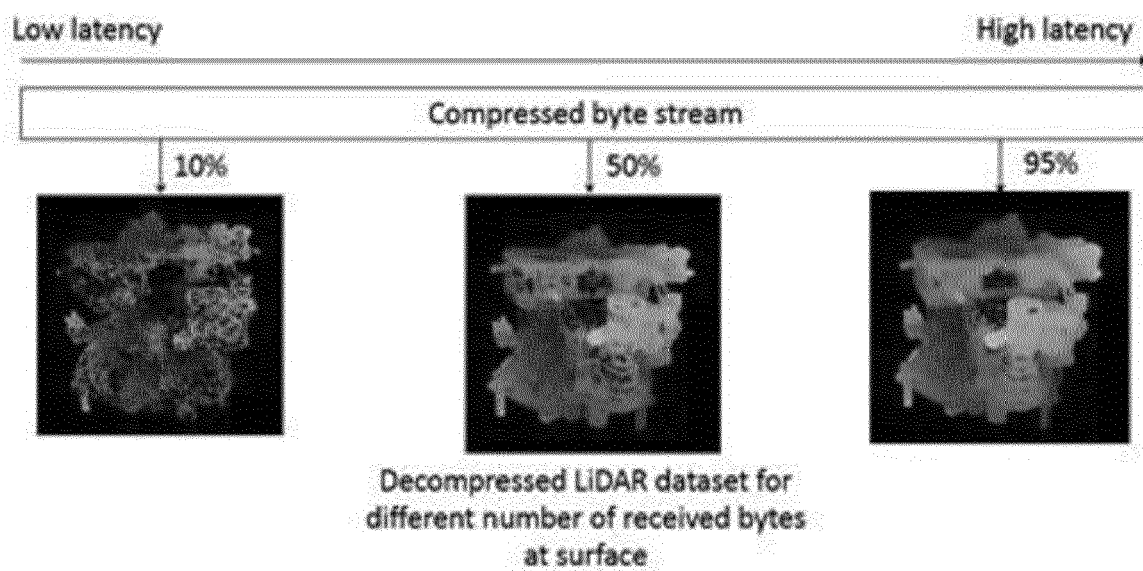 Low latency
High latency
Compressed byte stream
10%
50%
95%
Decompressed LiDAR dataset for
different number of received bytes
at surface